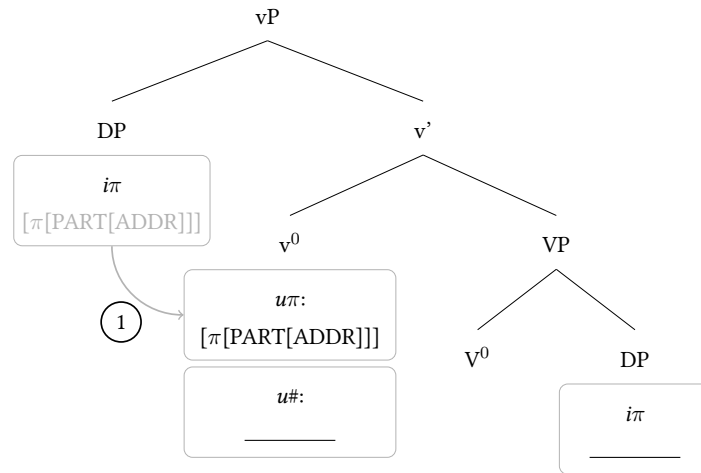 vP
DP
v’
iπ
[π[PART[ADDR]]]
v⁰
VP
1
uπ:
[π[PART[ADDR]]]
V⁰
DP
u#:
iπ